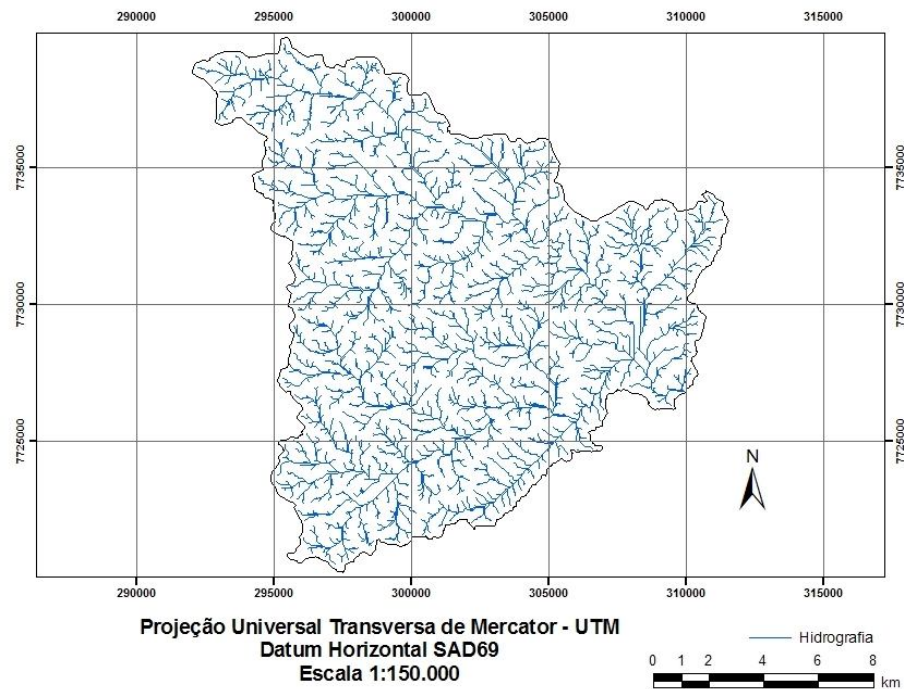 290000 295000 300000 305000 310000 315000
7735000 7735000
7730000 7730000
7725000 7725000
N
290000 295000 300000 305000 310000 315000
Projeção Universal Transversa de Mercator - UTM
Datum Horizontal SAD69
Escala 1:150.000
Hidrografia
0 1 2 4 6 8
km